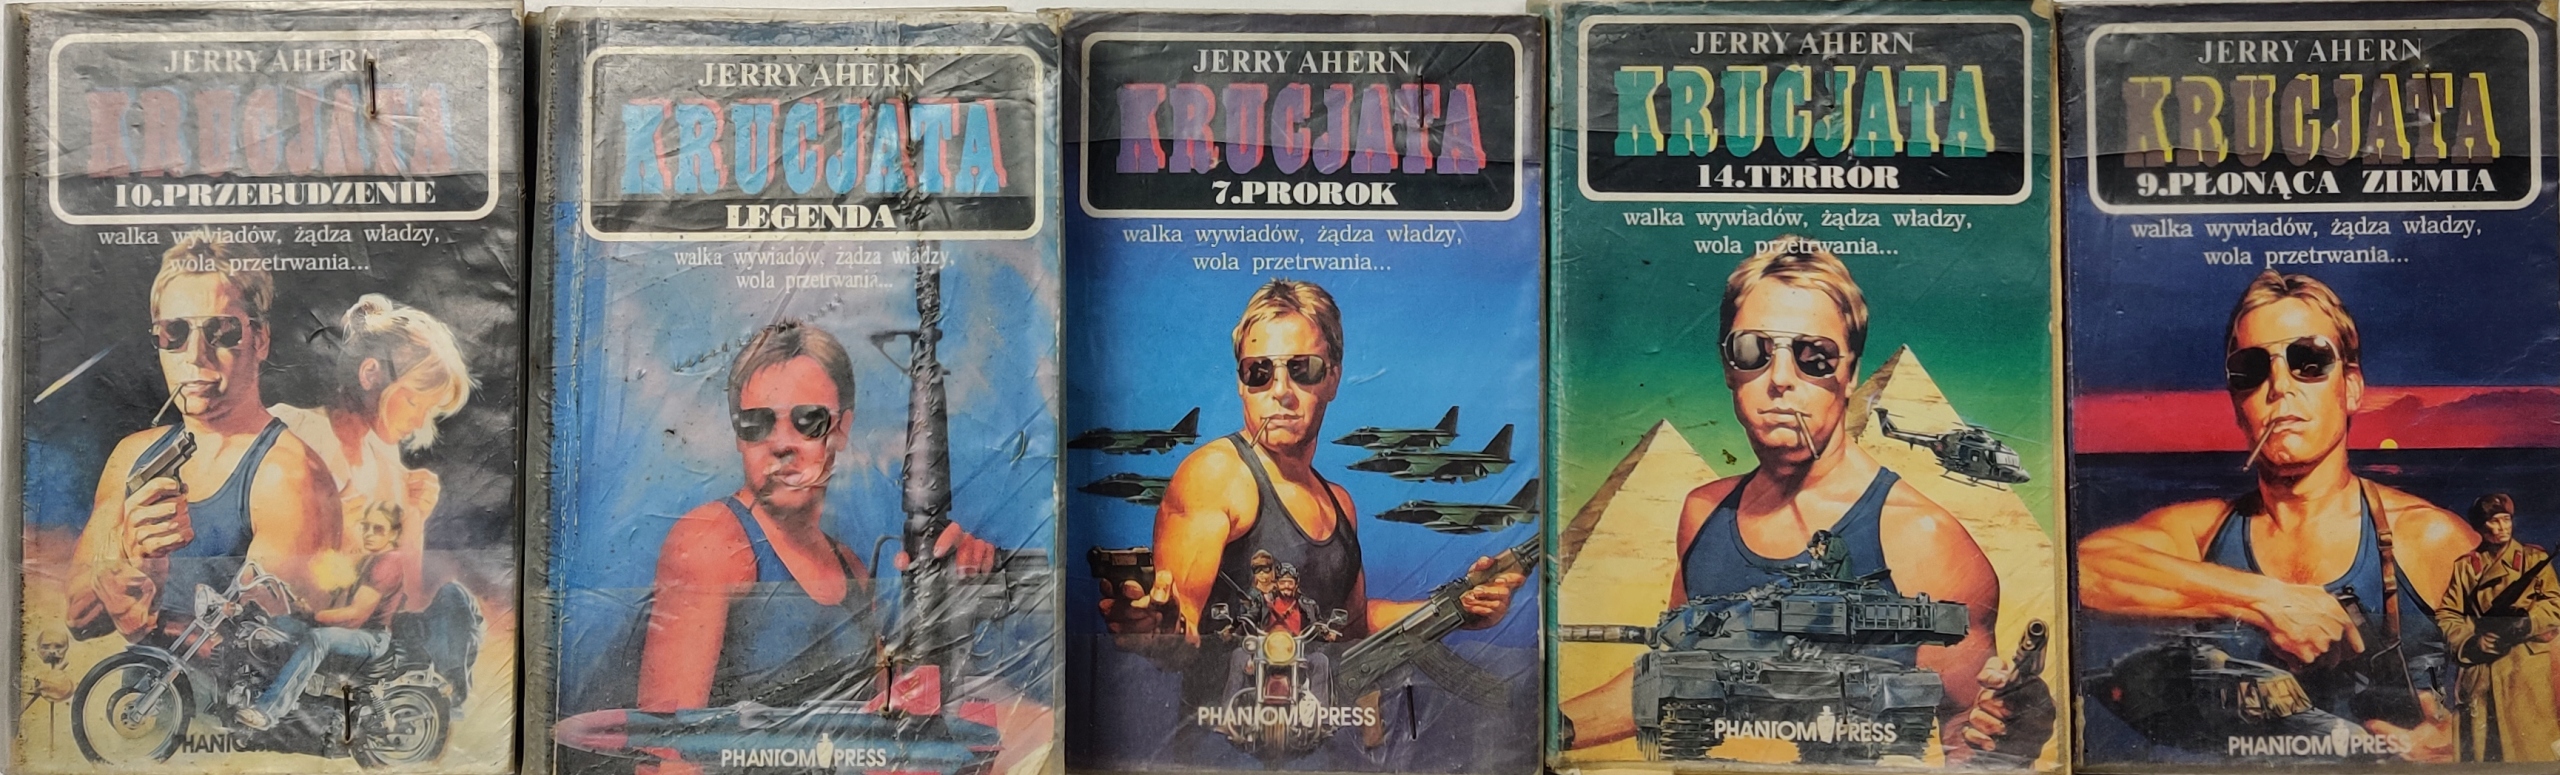 JERRY AHERN
KRUCJATA
10.PRZEBUDZENIE
walka wywiadów, żądza władzy,
wola przetrwania...
JERRY AHERN
KRUCJATA
LEGENDA
walka wywiadów, żądza władzy,
wola przetrwania...
PHANTOM PRESS
JERRY AHERN
KRUCJATA
7.PROROK
walka wywiadów, żądza władzy,
wola przetrwania...
PHANTOM PRESS
JERRY AHERN
KRUCJATA
14.TERROR
walka wywiadów, żądza władzy,
wola przetrwania...
PHANTOM PRESS
JERRY AHERN
KRUCJATA
9.PŁONĄCA ZIEMIA
walka wywiadów, żądza władzy,
wola przetrwania...
PHANTOM PRESS